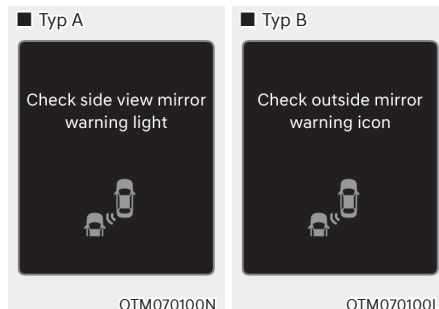 ■ Typ A
Check side view mirror
warning light
OTM070100N
■ Typ B
Check outside mirror
warning icon
OTM070100L